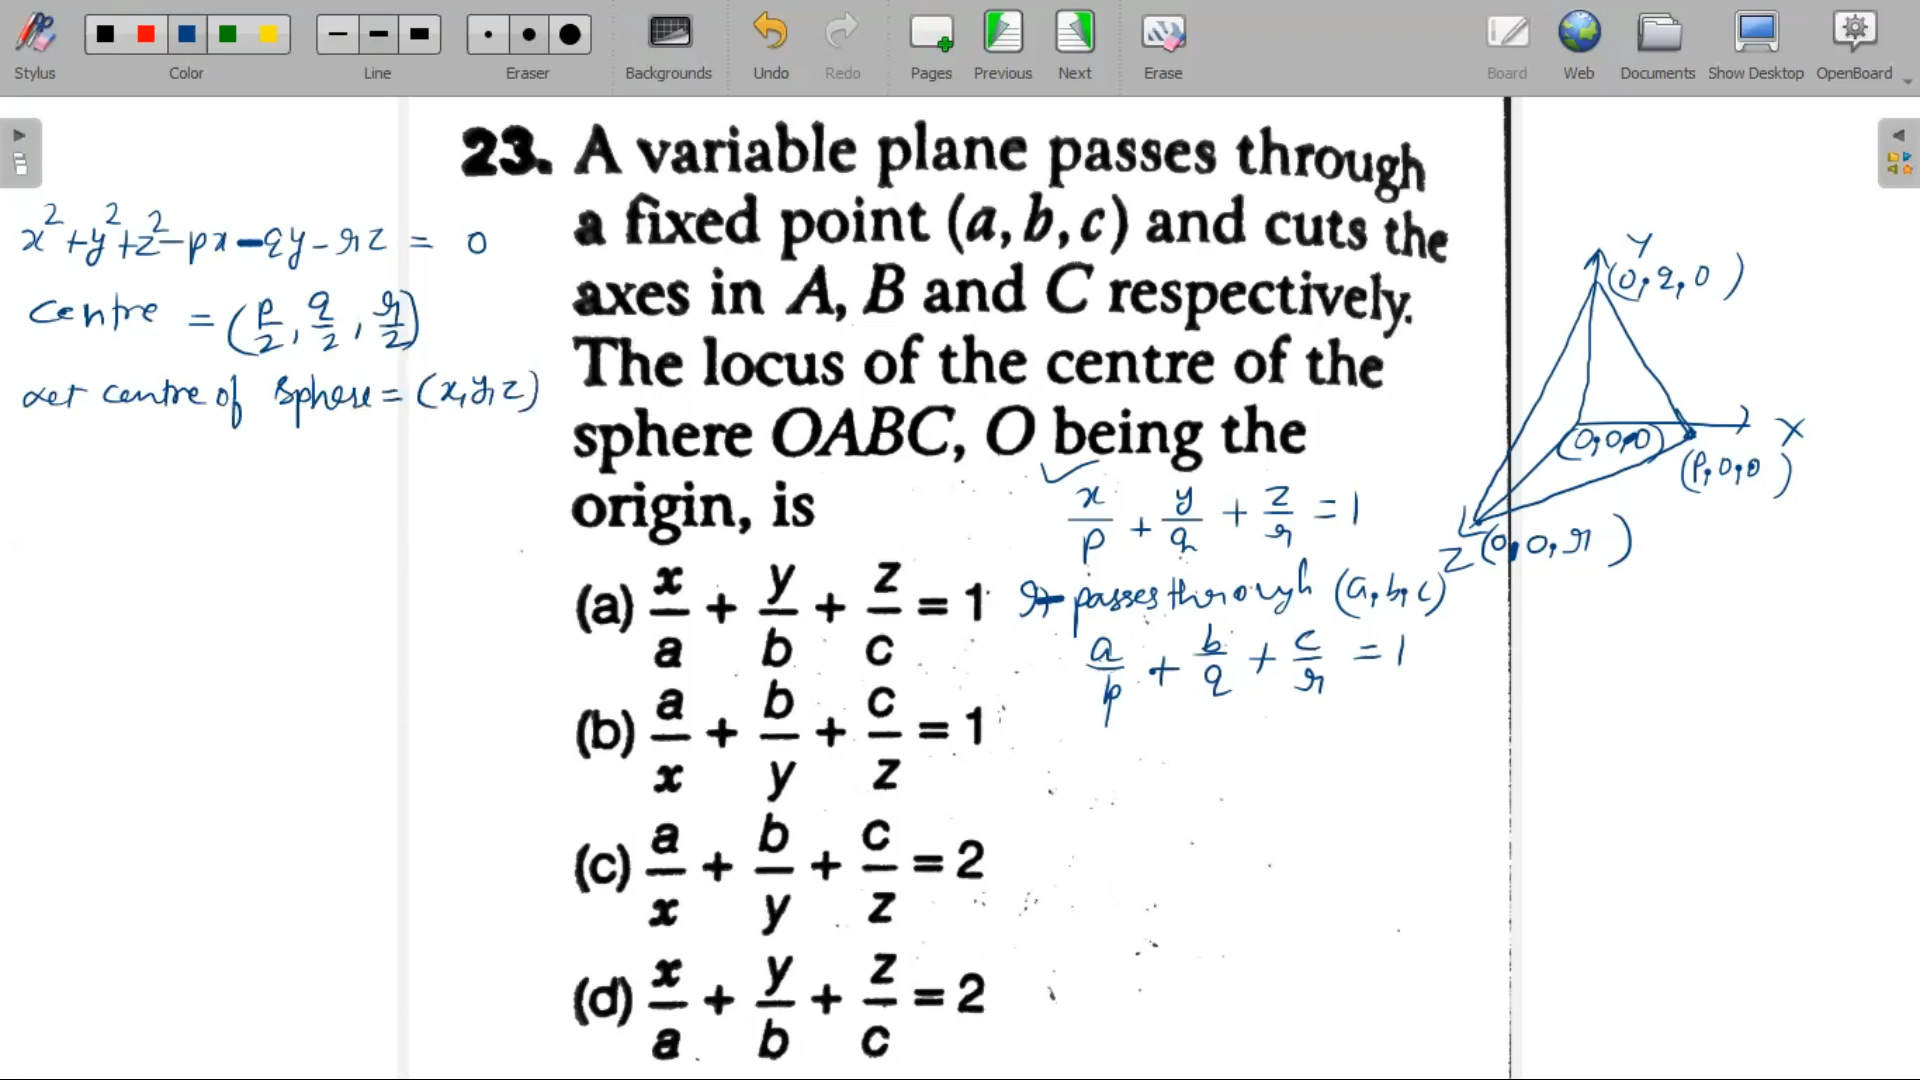 Stylus Color Line Eraser Backgrounds Undo Redo Pages Previous Next Erase Board Web Documents Show Desktop OpenBoard
23. A variable plane passes through
a fixed point (a, b, c) and cuts the
axes in A, B and C respectively.
The locus of the centre of the
sphere OABC, O being the
origin, is
(a) x/a + y/b + z/c = 1
(b) a/x + b/y + c/z = 1
(c) a/x + b/y + c/z = 2
(d) x/a + y/b + z/c = 2
x² + y² + z² - px - qy - rz = 0
Centre = (p/2, q/2, r/2)
Let centre of sphere = (x, y, z)
x/p + y/q + z/r = 1
It passes through (a, b, c)
a/p + b/q + c/r = 1
Y
(0, q, 0)
(0, 0, 0)
X
(p, 0, 0)
Z (0, 0, r)